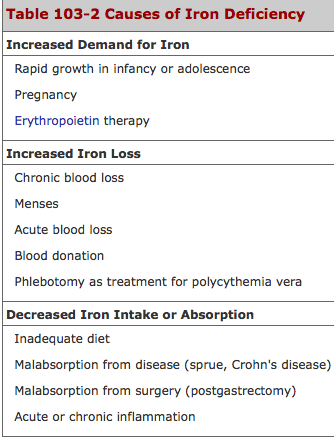 Table 103-2 Causes of Iron Deficiency
Increased Demand for Iron
Rapid growth in infancy or adolescence
Pregnancy
Erythropoietin therapy
Increased Iron Loss
Chronic blood loss
Menses
Acute blood loss
Blood donation
Phlebotomy as treatment for polycythemia vera
Decreased Iron Intake or Absorption
Inadequate diet
Malabsorption from disease (sprue, Crohn's disease)
Malabsorption from surgery (postgastrectomy)
Acute or chronic inflammation